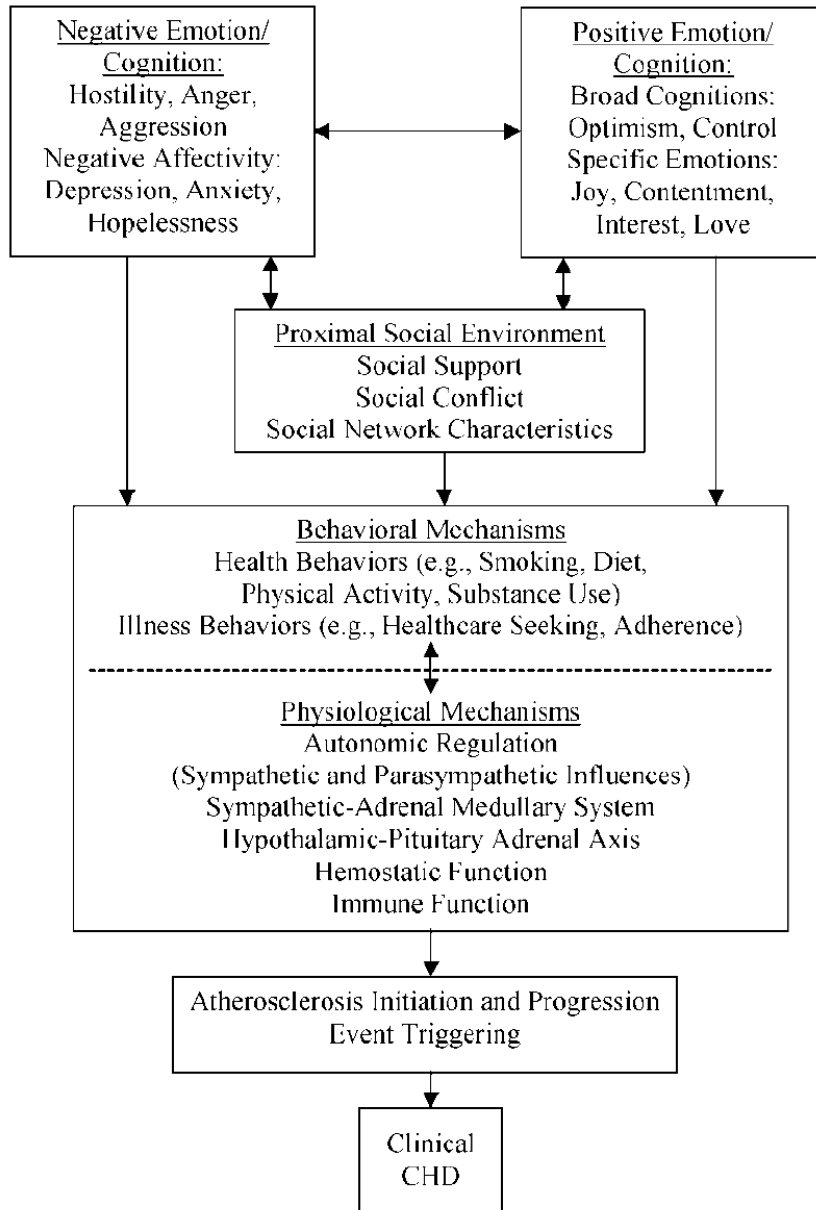 Negative Emotion/
Cognition:
Hostility, Anger,
Aggression
Negative Affectivity:
Depression, Anxiety,
Hopelessness
Positive Emotion/
Cognition:
Broad Cognitions:
Optimism, Control
Specific Emotions:
Joy, Contentment,
Interest, Love
Proximal Social Environment
Social Support
Social Conflict
Social Network Characteristics
Behavioral Mechanisms
Health Behaviors (e.g., Smoking, Diet,
Physical Activity, Substance Use)
Illness Behaviors (e.g., Healthcare Seeking, Adherence)
Physiological Mechanisms
Autonomic Regulation
(Sympathetic and Parasympathetic Influences)
Sympathetic-Adrenal Medullary System
Hypothalamic-Pituitary Adrenal Axis
Hemostatic Function
Immune Function
Atherosclerosis Initiation and Progression
Event Triggering
Clinical
CHD